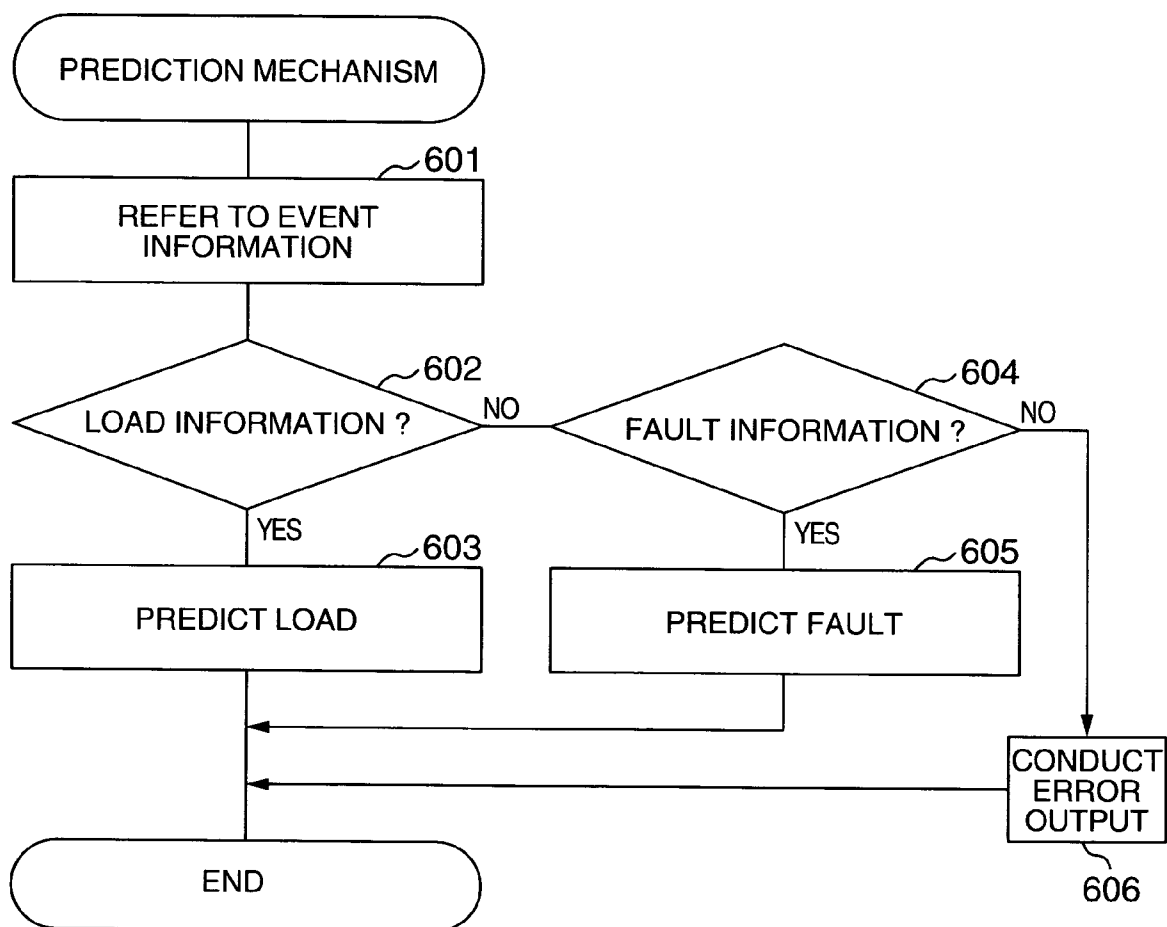 PREDICTION MECHANISM
601
REFER TO EVENT
INFORMATION
602
LOAD INFORMATION ?
NO
604
FAULT INFORMATION ?
NO
YES
603
PREDICT LOAD
YES
605
PREDICT FAULT
CONDUCT
ERROR
OUTPUT
606
END